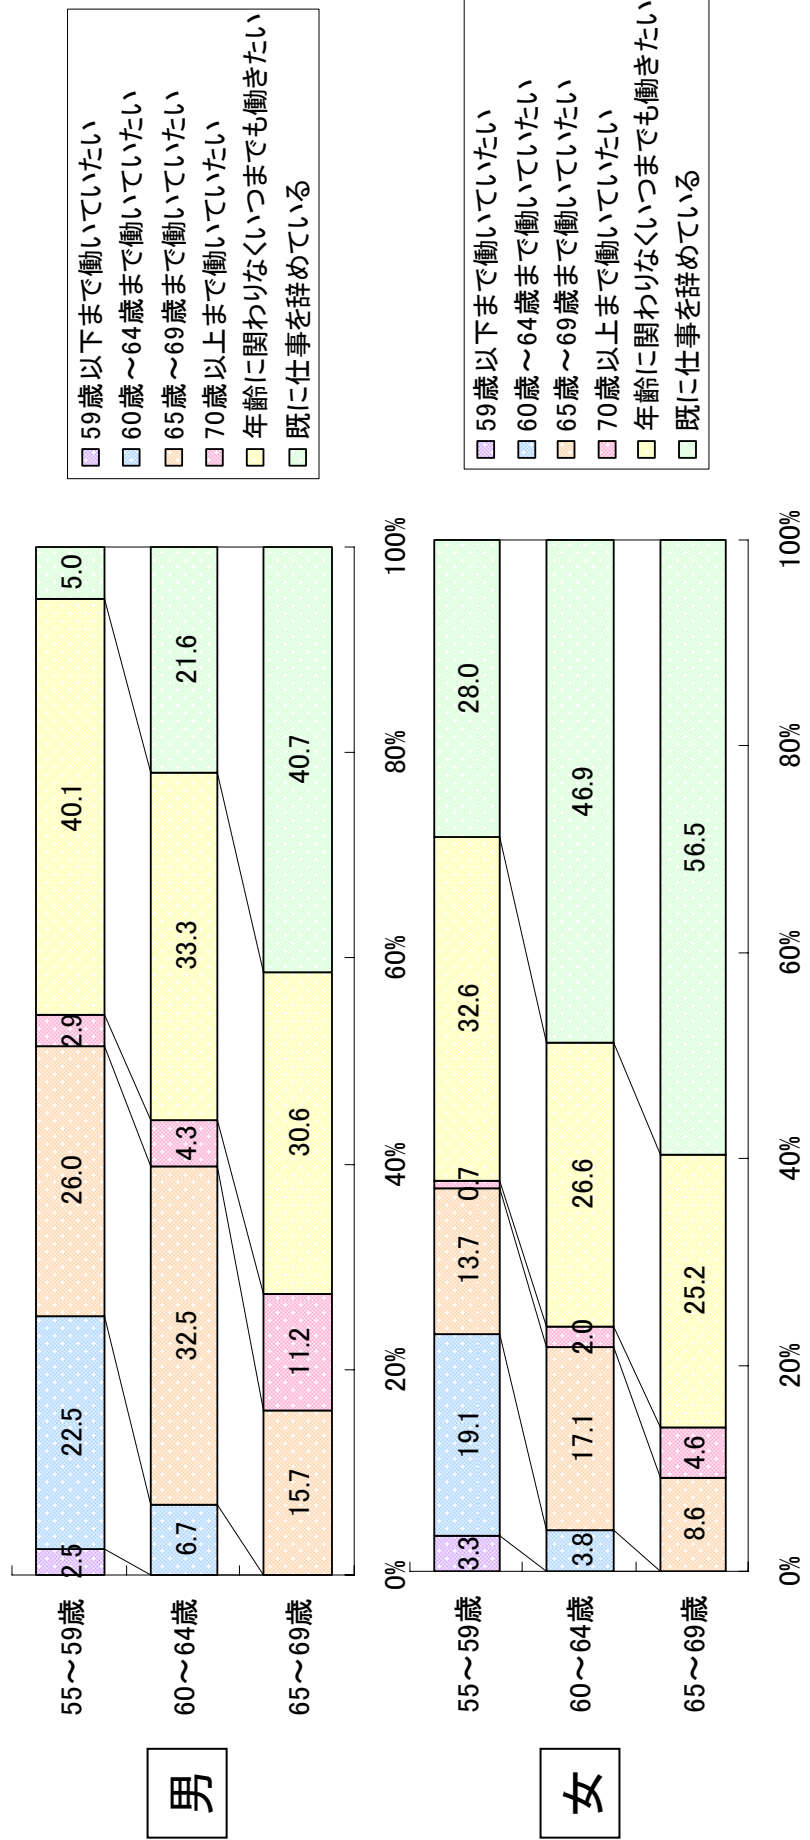 男
55～59歳
2.5
22.5
26.0
2.9
40.1
5.0
60～64歳
6.7
32.5
4.3
33.3
21.6
65～69歳
15.7
11.2
30.6
40.7
0%
20%
40%
60%
80%
100%
59歳以下まで働いていたい
60歳～64歳まで働いていたい
65歳～69歳まで働いていたい
70歳以上まで働いていたい
年齢に関わりなくいつまでも働きたい
既に仕事を辞めている
女
55～59歳
3.3
19.1
13.7
0.7
32.6
28.0
60～64歳
3.8
17.1
2.0
26.6
46.9
65～69歳
8.6
4.6
25.2
56.5
0%
20%
40%
60%
80%
100%
59歳以下まで働いていたい
60歳～64歳まで働いていたい
65歳～69歳まで働いていたい
70歳以上まで働いていたい
年齢に関わりなくいつまでも働きたい
既に仕事を辞めている